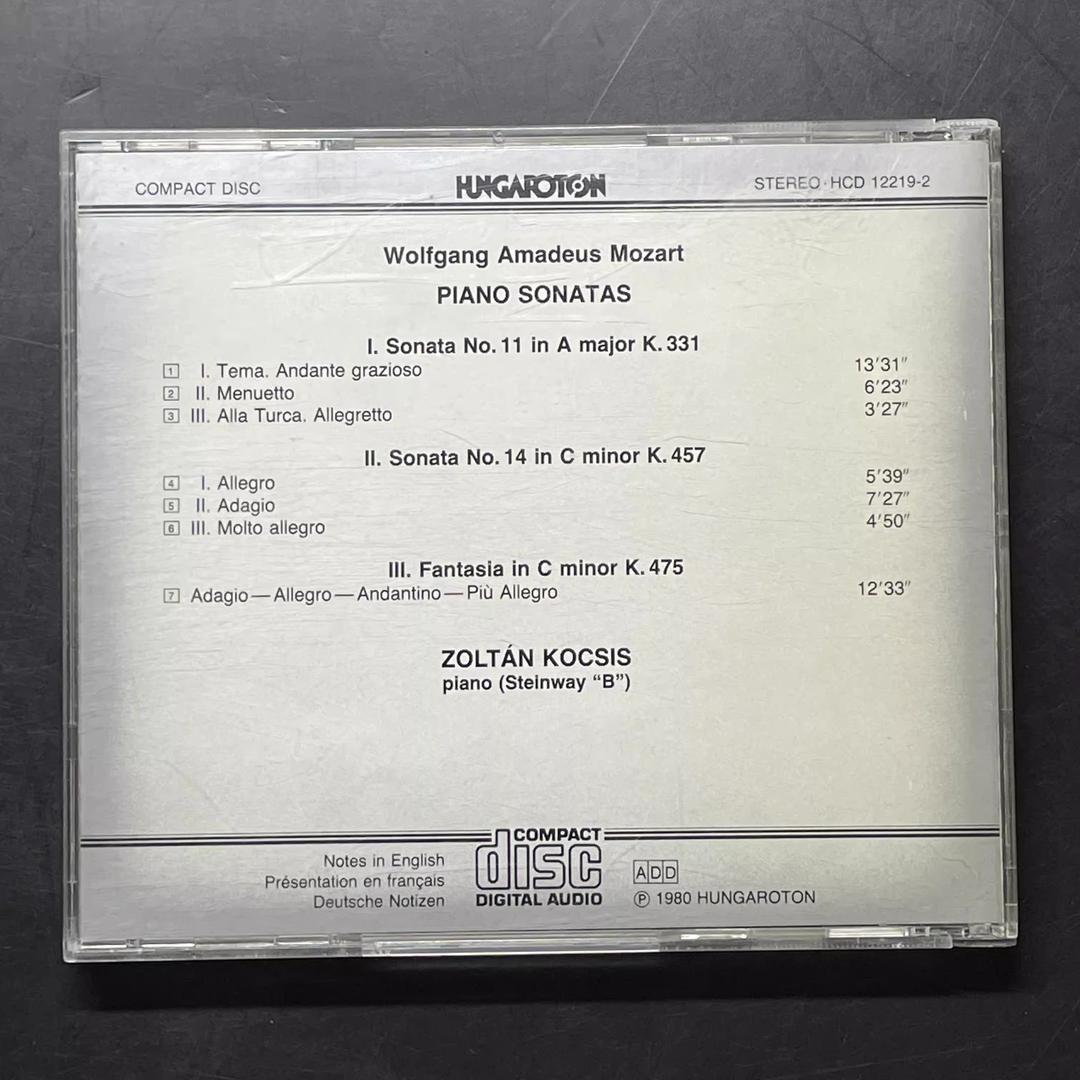 COMPACT DISC HUNGAROTON STEREO · HCD 12219-2
Wolfgang Amadeus Mozart
PIANO SONATAS
I. Sonata No. 11 in A major K. 331
1 I. Tema. Andante grazioso 13′31″
2 II. Menuetto 6′23″
3 III. Alla Turca. Allegretto 3′27″
II. Sonata No. 14 in C minor K. 457
4 I. Allegro 5′39″
5 II. Adagio 7′27″
6 III. Molto allegro 4′50″
III. Fantasia in C minor K. 475
7 Adagio — Allegro — Andantino — Più Allegro 12′33″
ZOLTÁN KOCSIS
piano (Steinway “B”)
Notes in English
Présentation en français
Deutsche Notizen
COMPACT
disc
DIGITAL AUDIO
ADD
℗ 1980 HUNGAROTON